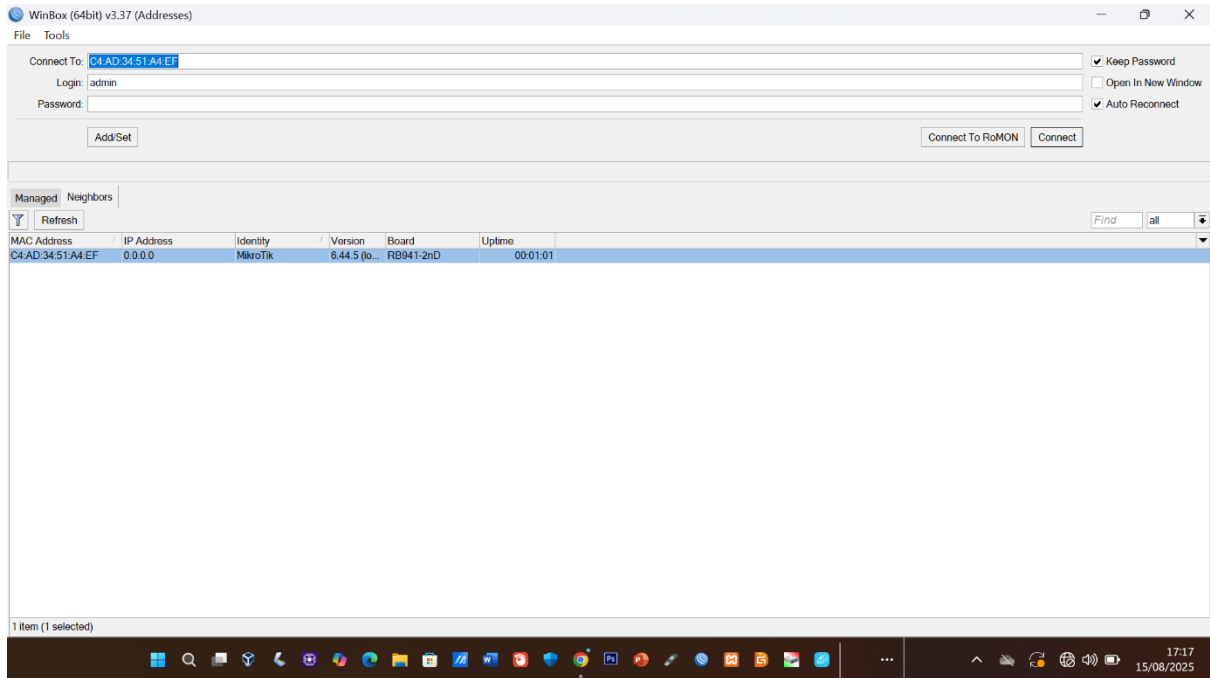 WinBox (64bit) v3.37 (Addresses)
File Tools
Connect To: C4:AD:34:51:A4:EF
Keep Password
Login: admin
Open In New Window
Password:
Auto Reconnect
Add/Set
Connect To RoMON Connect
Managed Neighbors
Refresh
Find all
MAC Address IP Address Identity Version Board Uptime
C4:AD:34:51:A4:EF 0.0.0.0 MikroTik 6.44.5 (lo... RB941-2nD 00:01:01
1 item (1 selected)
W Ps P
17:17
15/08/2025